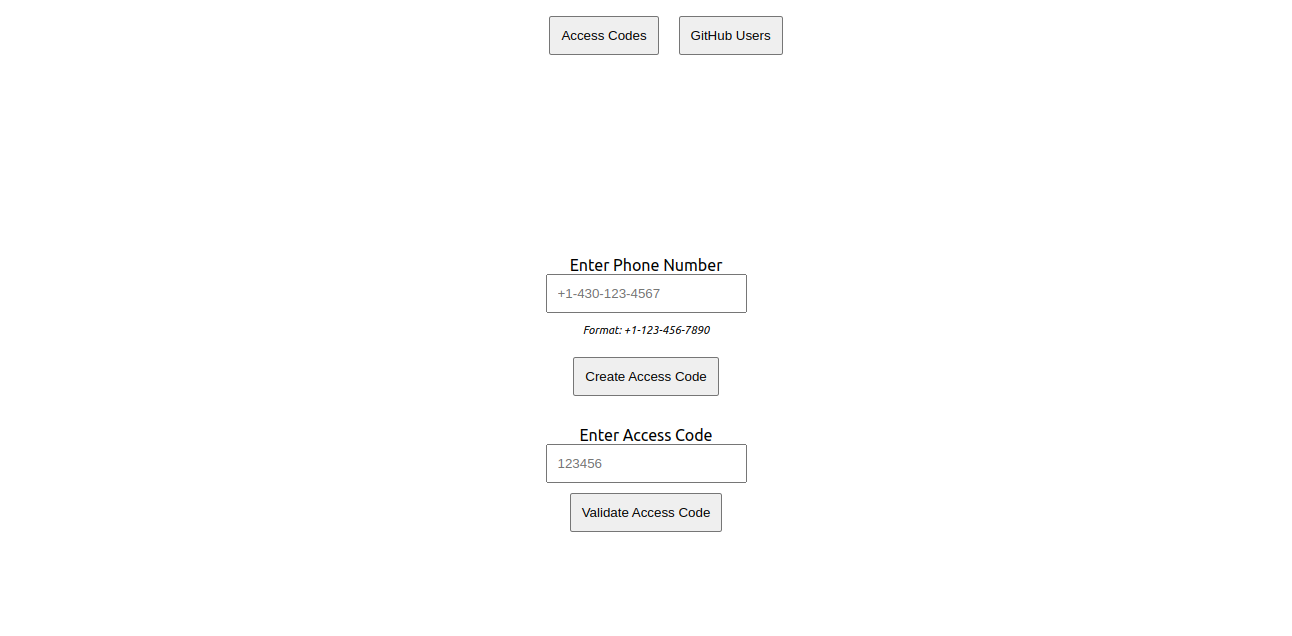 Access Codes GitHub Users
Enter Phone Number
+1-430-123-4567
Format: +1-123-456-7890
Create Access Code
Enter Access Code
123456
Validate Access Code